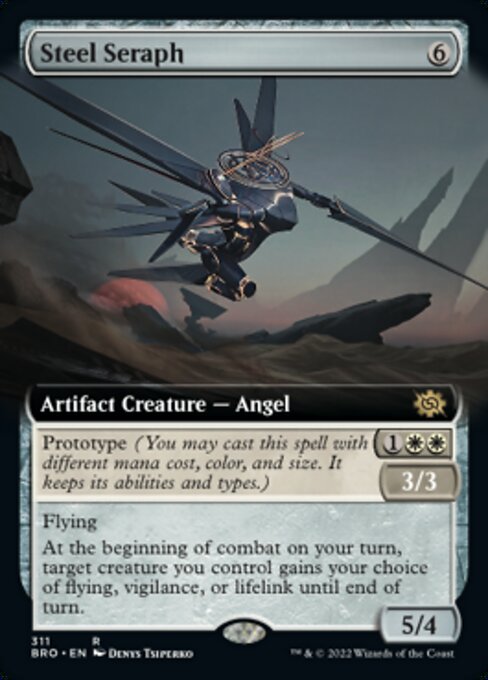 Steel Seraph 6
Artifact Creature — Angel
Prototype (You may cast this spell with 1
different mana cost, color, and size. It
keeps its abilities and types.) 3/3
Flying
At the beginning of combat on your turn,
target creature you control gains your choice
of flying, vigilance, or lifelink until end of
turn.
5/4
311 R
BRO • EN Denys Tsiperko ™ & © 2022 Wizards of the Coast